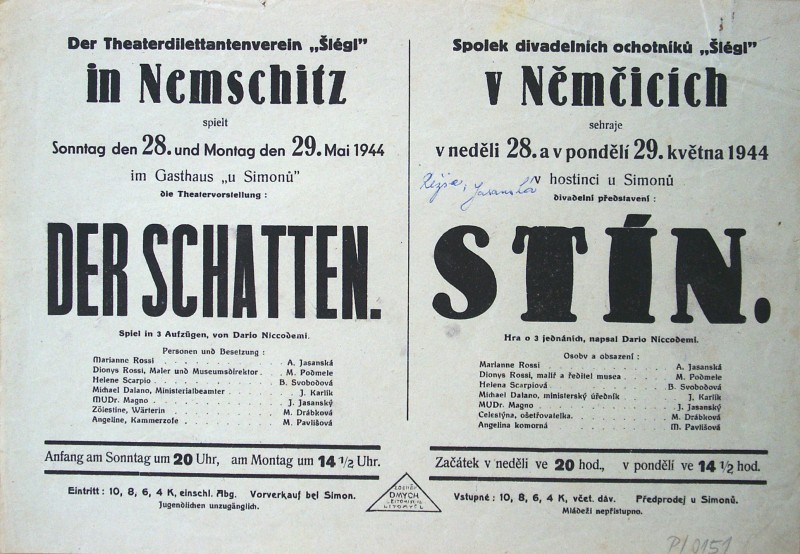 Der Theaterdilettantenverein „Šlégl"
in Nemschitz
spielt
Sonntag den 28. und Montag den 29. Mai 1944
im Gasthaus „u Simonů"
die Theatervorstellung :
DER SCHATTEN.
Spiel in 3 Aufzügen, von Dario Niccodemi.
Personen und Besetzung :
Marianne Rossi . . . . . . . . . . . . A. Jasanská
Dionys Rossi, Maler und Museumsdirektor . . . M. Podmele
Helene Scarpio . . . . . . . . . . . . B. Svobodová
Michael Dalano, Ministerialbeamter . . . . . J. Karlík
MUDr. Magno . . . . . . . . . . . . J. Jasanský
Zölestine, Wärterin . . . . . . . . . . M. Drábková
Angeline, Kammerzofe . . . . . . . . . M. Pavlišová
Anfang am Sonntag um 20 Uhr, am Montag um 14 1/2 Uhr.
Eintritt : 10, 8, 6, 4 K, einschl. Abg. Vorverkauf bei Simon.
Jugendlichen unzugänglich.
Spolek divadelních ochotníků „Šlégl"
v Němčicích
sehraje
v neděli 28. a v pondělí 29. května 1944
v hostinci u Simonů
Režie:
divadelní představení :
STÍN.
Hra o 3 jednáních, napsal Dario Niccodemi.
Osoby a obsazení :
Marianne Rossi . . . . . . . . . . . . A. Jasanská
Dionys Rossi, malíř a ředitel musea . . . . . M. Podmele
Helena Scarpiová . . . . . . . . . . . B. Svobodová
Michael Dalano, ministerský úředník . . . . J. Karlík
MUDr. Magno . . . . . . . . . . . . J. Jasanský
Celestýna, ošetřovatelka . . . . . . . . M. Drábková
Angelina komorná . . . . . . . . . . M. Pavlišová
Začátek v neděli ve 20 hod., v pondělí ve 14 1/2 hod.
Vstupné : 10, 8, 6, 4 K, včet. dáv. Předprodej u Simonů.
Mládeži nepřístupno.
DMYCH
LITOMYŠL